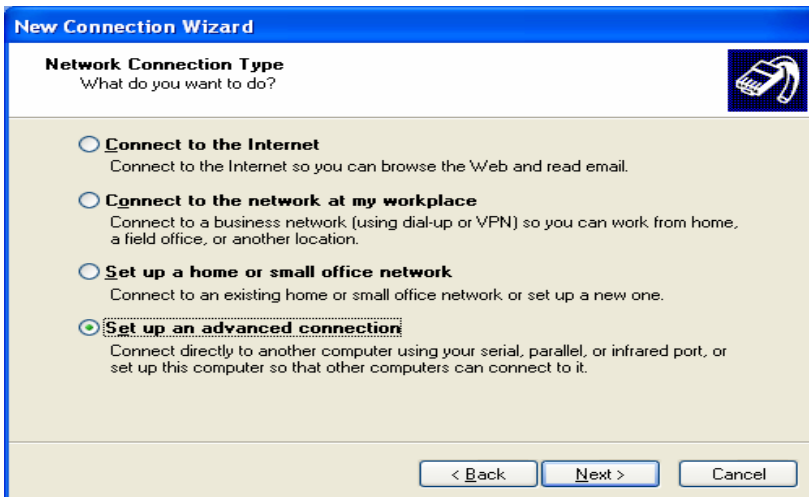 New Connection Wizard
Network Connection Type
What do you want to do?
Connect to the Internet
Connect to the Internet so you can browse the Web and read email.
Connect to the network at my workplace
Connect to a business network (using dial-up or VPN) so you can work from home,
a field office, or another location.
Set up a home or small office network
Connect to an existing home or small office network or set up a new one.
Set up an advanced connection
Connect directly to another computer using your serial, parallel, or infrared port, or
set up this computer so that other computers can connect to it.
< Back Next > Cancel